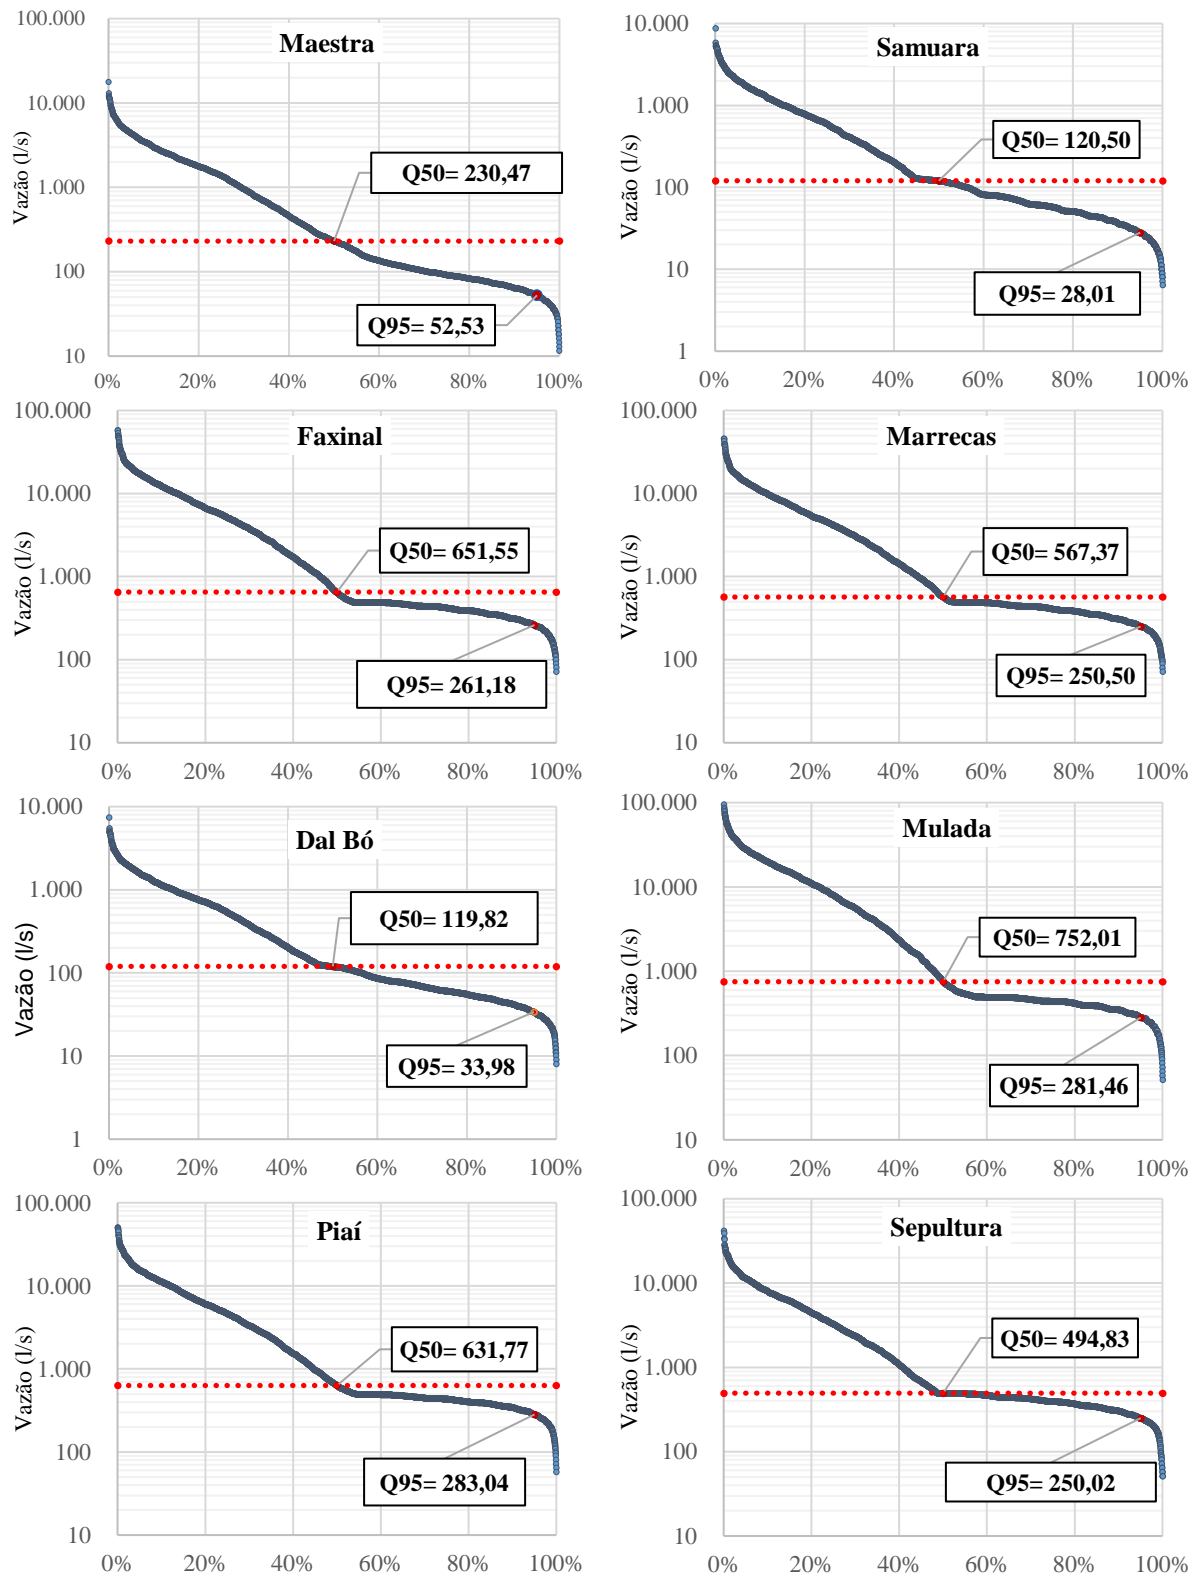 Maestra
Vazão (l/s)
100.000
10.000
1.000
100
10
Q50= 230,47
Q95= 52,53
0% 20% 40% 60% 80% 100%
Samuara
Vazão (l/s)
10.000
1.000
100
10
1
Q50= 120,50
Q95= 28,01
0% 20% 40% 60% 80% 100%
Faxinal
Vazão (l/s)
100.000
10.000
1.000
100
10
Q50= 651,55
Q95= 261,18
0% 20% 40% 60% 80% 100%
Marrecas
Vazão (l/s)
100.000
10.000
1.000
100
10
Q50= 567,37
Q95= 250,50
0% 20% 40% 60% 80% 100%
Dal Bó
Vazão (l/s)
10.000
1.000
100
10
1
Q50= 119,82
Q95= 33,98
0% 20% 40% 60% 80% 100%
Mulada
100.000
10.000
1.000
100
10
Q50= 752,01
Q95= 281,46
0% 20% 40% 60% 80% 100%
Piaí
Vazão (l/s)
100.000
10.000
1.000
100
10
Q50= 631,77
Q95= 283,04
0% 20% 40% 60% 80% 100%
Sepultura
Vazão (l/s)
100.000
10.000
1.000
100
10
Q50= 494,83
Q95= 250,02
0% 20% 40% 60% 80% 100%